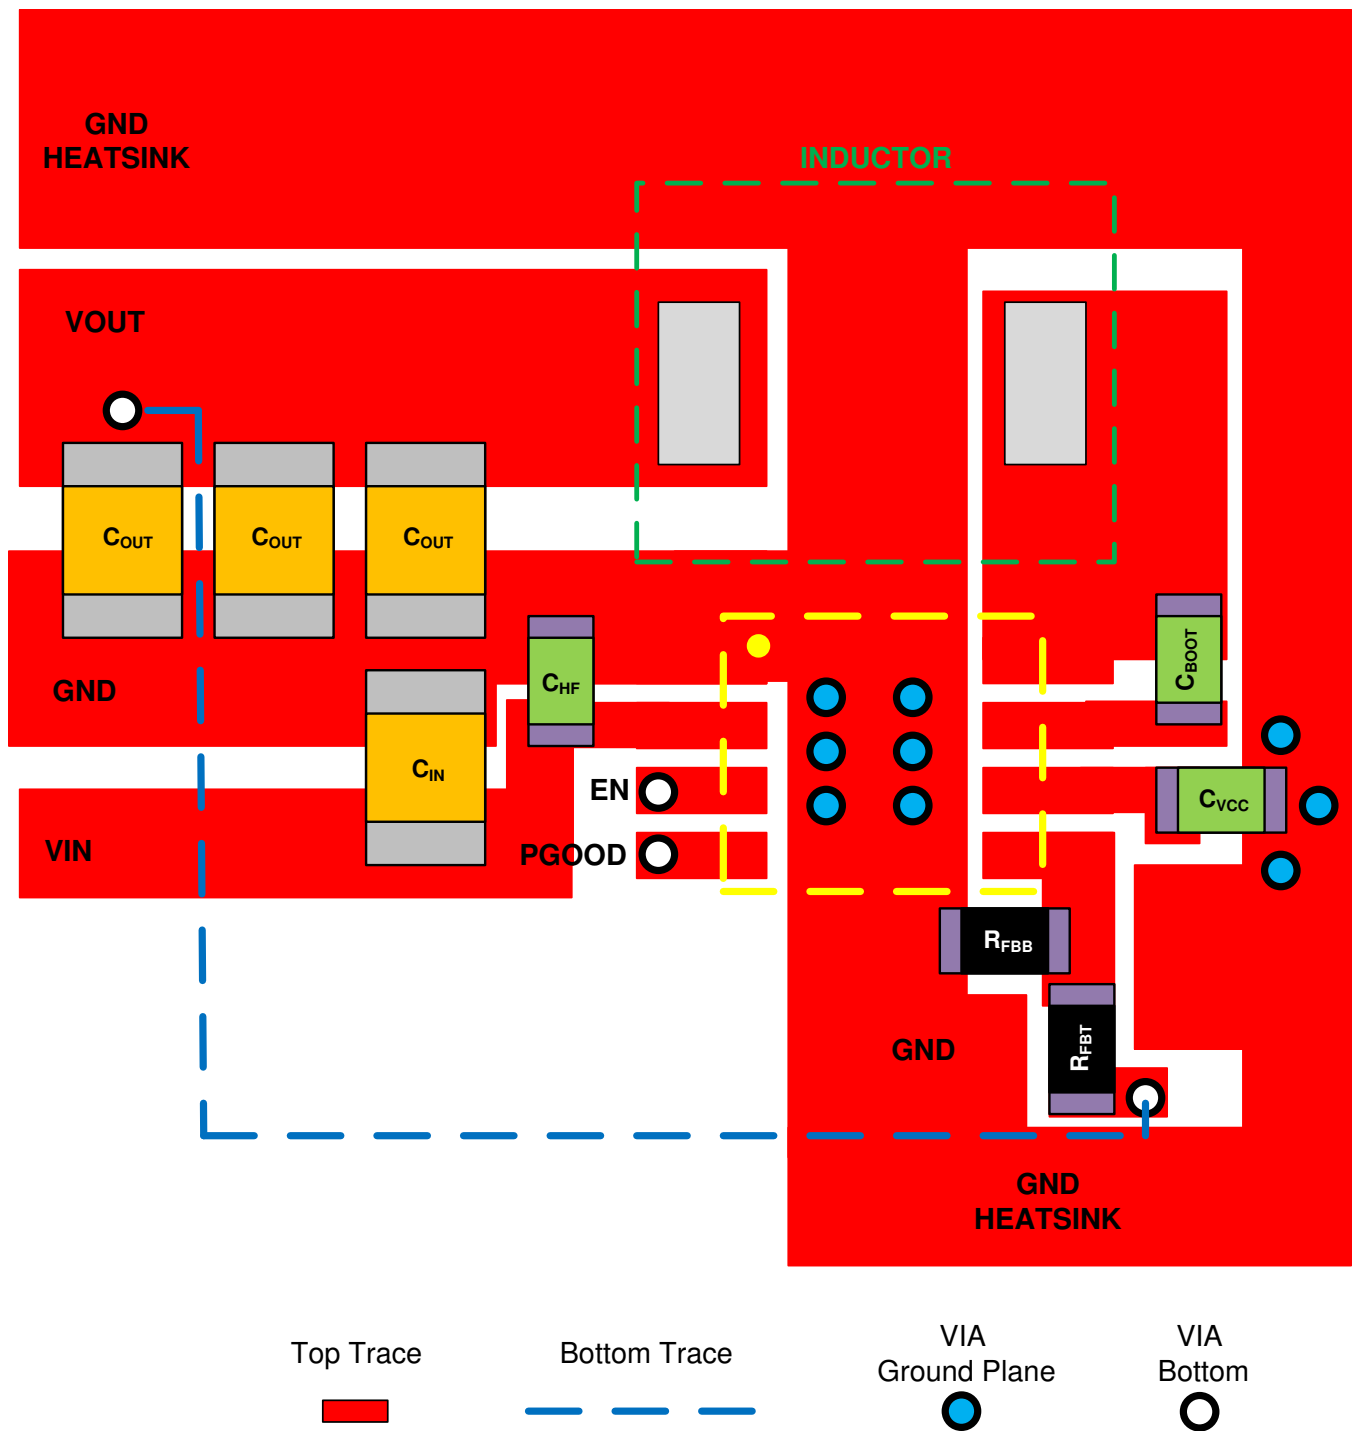 GND
HEATSINK
INDUCTOR
VOUT
COUT
COUT
COUT
GND
CHF
CBOOT
CIN
EN
CVCC
VIN
PGOOD
RFBB
GND
RFBT
GND
HEATSINK
Top Trace
Bottom Trace
VIA
Ground Plane
VIA
Bottom